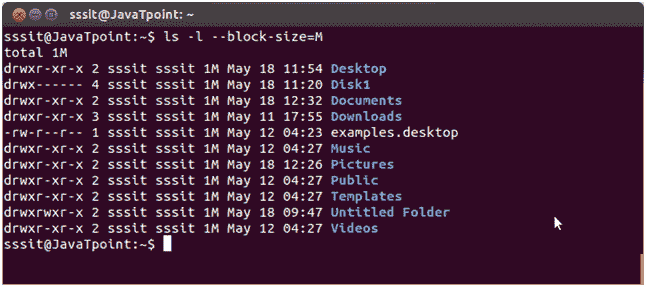 sssit@JavaTpoint: ~
sssit@JavaTpoint:~$ ls -l --block-size=M
total 1M
drwxr-xr-x 2 sssit sssit 1M May 18 11:54 Desktop
drwx------ 4 sssit sssit 1M May 18 11:20 Disk1
drwxr-xr-x 2 sssit sssit 1M May 18 12:32 Documents
drwxr-xr-x 3 sssit sssit 1M May 11 17:55 Downloads
-rw-r--r-- 1 sssit sssit 1M May 12 04:23 examples.desktop
drwxr-xr-x 2 sssit sssit 1M May 12 04:27 Music
drwxr-xr-x 2 sssit sssit 1M May 18 12:26 Pictures
drwxr-xr-x 2 sssit sssit 1M May 12 04:27 Public
drwxr-xr-x 2 sssit sssit 1M May 12 04:27 Templates
drwxrwxr-x 2 sssit sssit 1M May 18 09:47 Untitled Folder
drwxr-xr-x 2 sssit sssit 1M May 12 04:27 Videos
sssit@JavaTpoint:~$